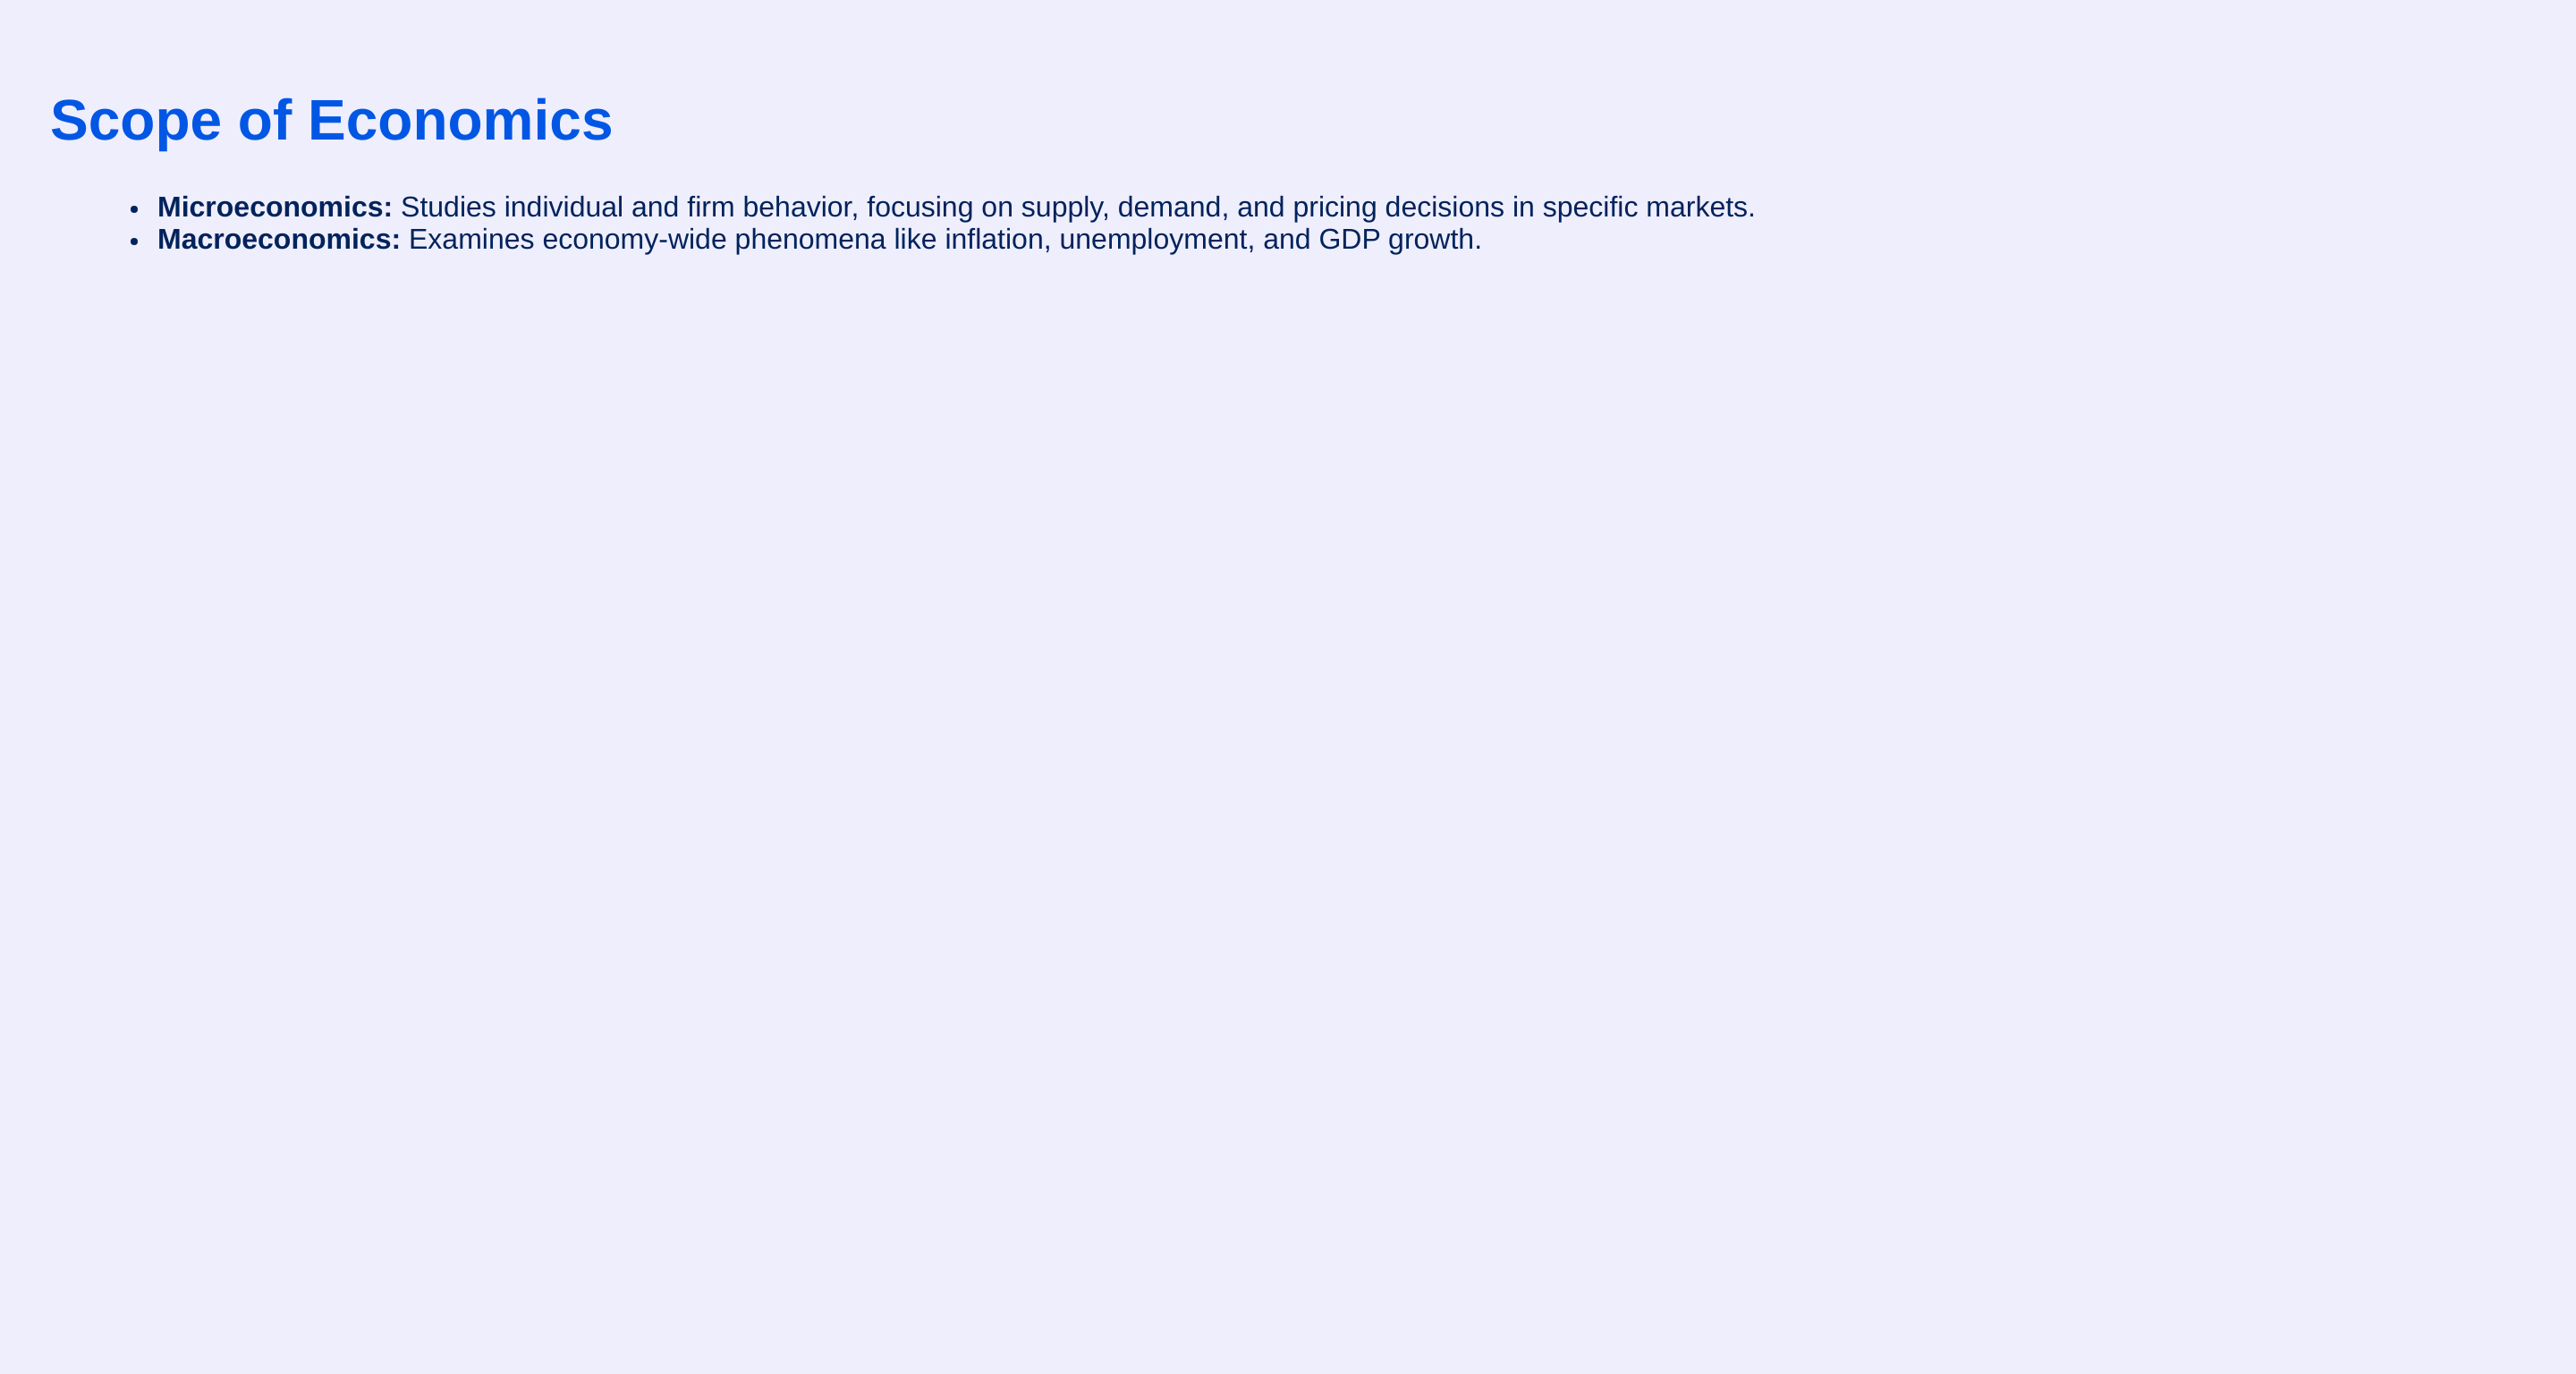 Scope of Economics
• Microeconomics: Studies individual and firm behavior, focusing on supply, demand, and pricing decisions in specific markets.
• Macroeconomics: Examines economy-wide phenomena like inflation, unemployment, and GDP growth.